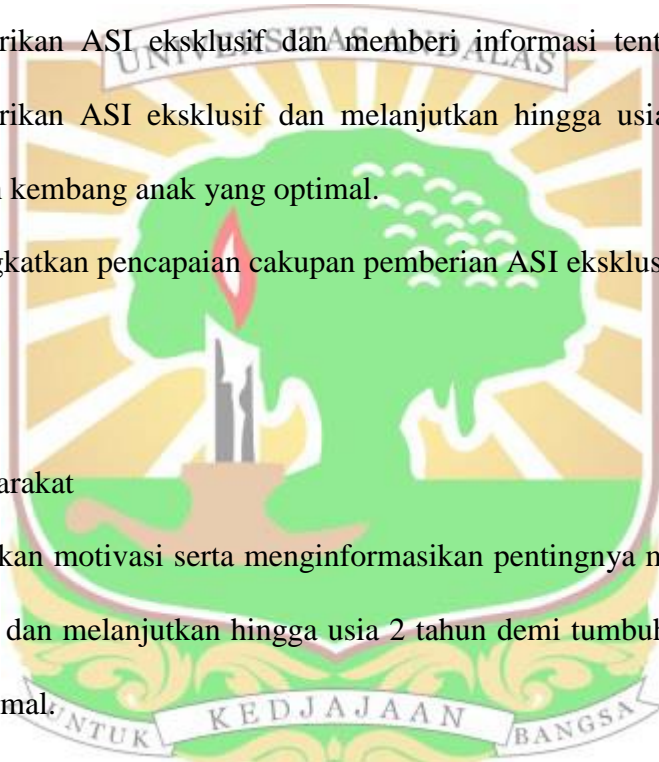 UNIVERSITAS ANDALAS
rikan ASI eksklusif dan memberi informasi tent
rikan ASI eksklusif dan melanjutkan hingga usia
kembang anak yang optimal.
gkatkan pencapaian cakupan pemberian ASI eksklus
arakat
kan motivasi serta menginformasikan pentingnya
dan melanjutkan hingga usia 2 tahun demi tumbuh
mal.
UNTUK KEDJAJAAN BANGSA